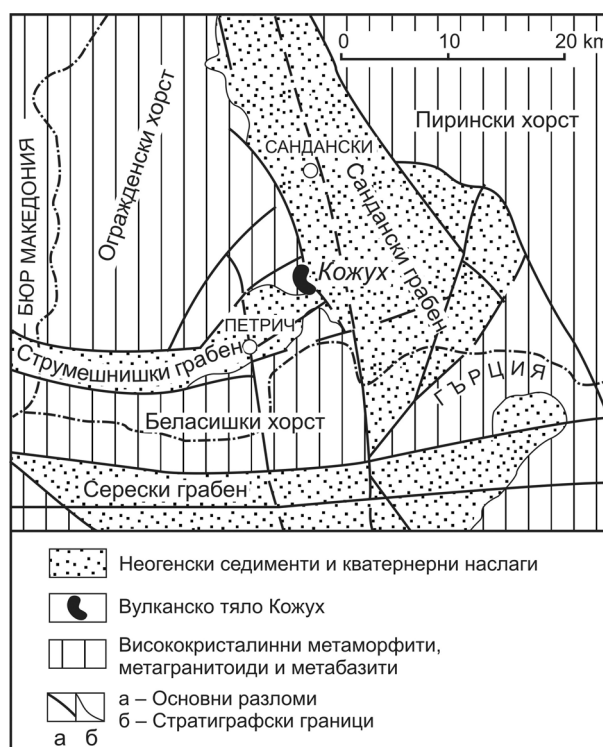 0 10 20 km
Пирински хорст
САНДАНСКИ
Огражденски хорст
БЮР МАКЕДОНИЯ
Сандански грабен
Кожух
ПЕТРИЧ
Струмешнишки грабен
ГЪРЦИЯ
Беласишки хорст
Серески грабен
Неогенски седименти и кватернерни наслаги
Вулканско тяло Кожух
Висококристалинни метаморфити,
метагранитоиди и метабазити
а – Основни разломи
б – Стратиграфски граници
а б